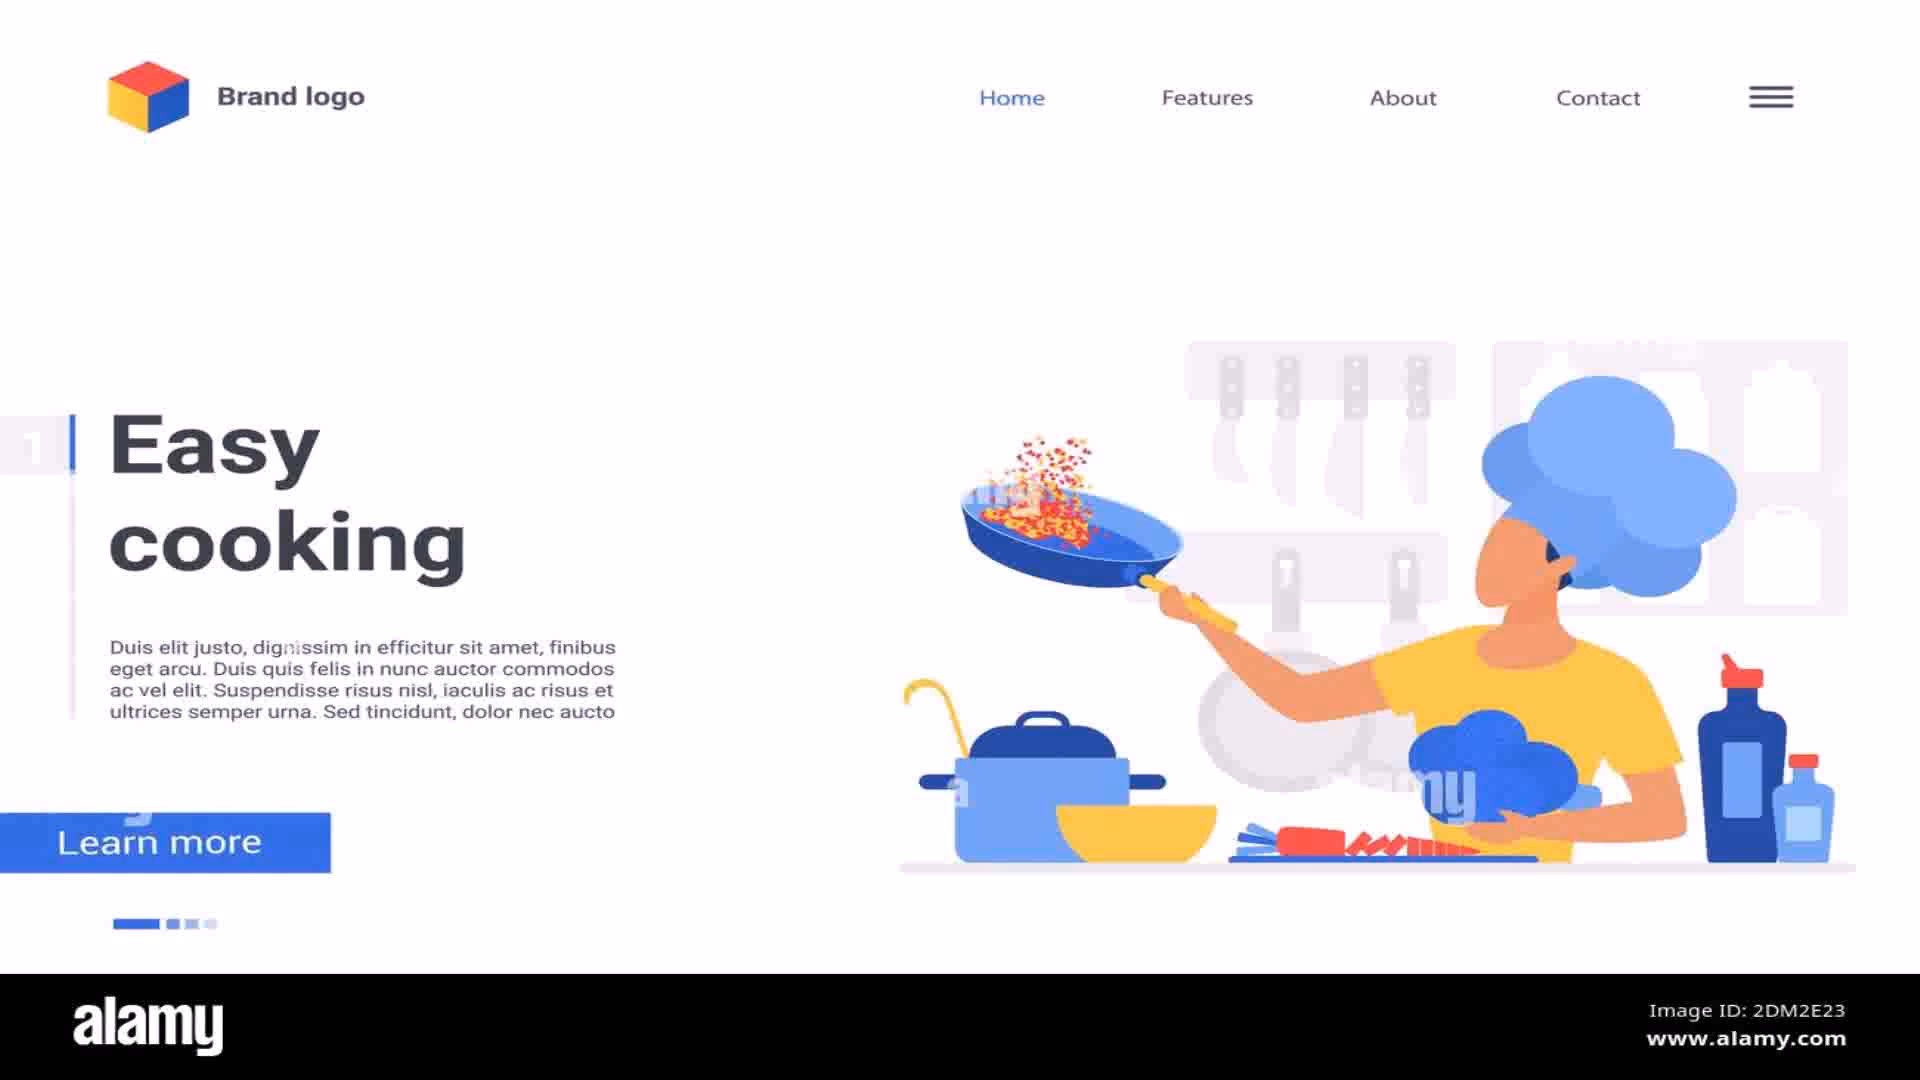 Brand logo
Home Features About Contact
1
Easy
cooking
Duis elit justo, dignissim in efficitur sit amet, finibus
eget arcu. Duis quis felis in nunc auctor commodos
ac vel elit. Suspendisse risus nisl, iaculis ac risus et
ultrices semper urna. Sed tincidunt, dolor nec aucto
Learn more
alamy
a
alamy
Image ID: 2DM2E23
www.alamy.com